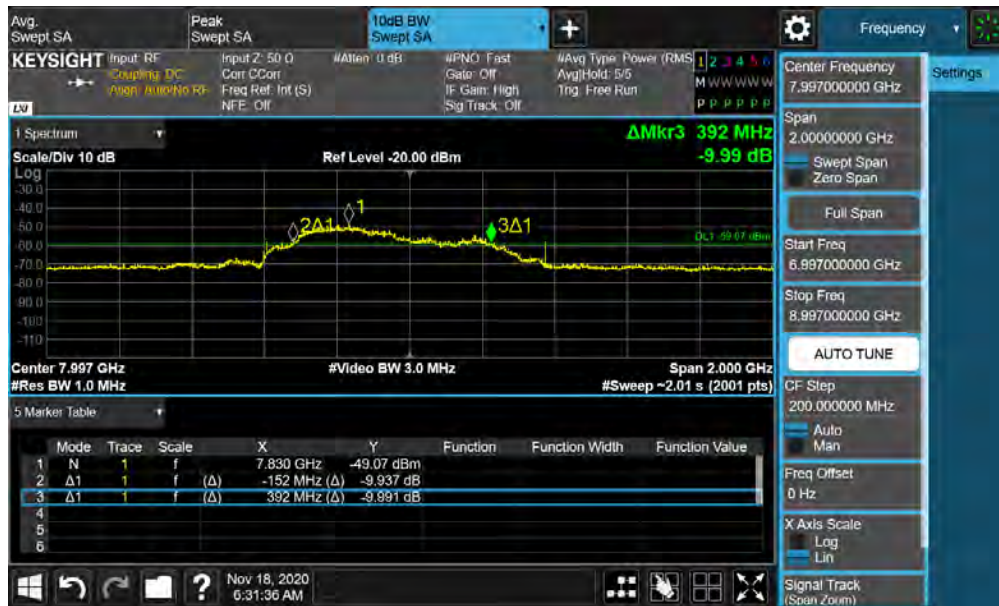 Avg.
Swept SA
Peak
Swept SA
10dB BW
Swept SA
Frequency
KEYSIGHT
Input: RF
Coupling: DC
Align: Auto/No RF
Input Z: 50 Ω
Corr CCorr
Freq Ref: Int (S)
NFE: Off
#Atten: 0 dB
#PNO: Fast
Gate: Off
IF Gain: High
Sig Track: Off
#Avg Type: Power (RMS
Avg|Hold: 5/5
Trig: Free Run
1 2 3 4 5 6
M W W W W W
P P P P P P
LXI
1 Spectrum
Scale/Div 10 dB
Ref Level -20.00 dBm
ΔMkr3 392 MHz
-9.99 dB
Log
-30.0
-40.0
-50.0
-60.0
-70.0
-80.0
-90.0
-100
-110
1
2Δ1
3Δ1
DL1 -59.07 dBm
Center 7.997 GHz
#Video BW 3.0 MHz
Span 2.000 GHz
#Res BW 1.0 MHz
#Sweep ~2.01 s (2001 pts)
5 Marker Table
Mode Trace Scale X Y Function Function Width Function Value
1 N 1 f 7.830 GHz -49.07 dBm
2 Δ1 1 f (Δ) -152 MHz (Δ) -9.937 dB
3 Δ1 1 f (Δ) 392 MHz (Δ) -9.991 dB
4
5
6
Nov 18, 2020
6:31:36 AM
Center Frequency
7.997000000 GHz
Settings
Span
2.00000000 GHz
Swept Span
Zero Span
Full Span
Start Freq
6.997000000 GHz
Stop Freq
8.997000000 GHz
AUTO TUNE
CF Step
200.000000 MHz
Auto
Man
Freq Offset
0 Hz
X Axis Scale
Log
Lin
Signal Track
(Span Zoom)